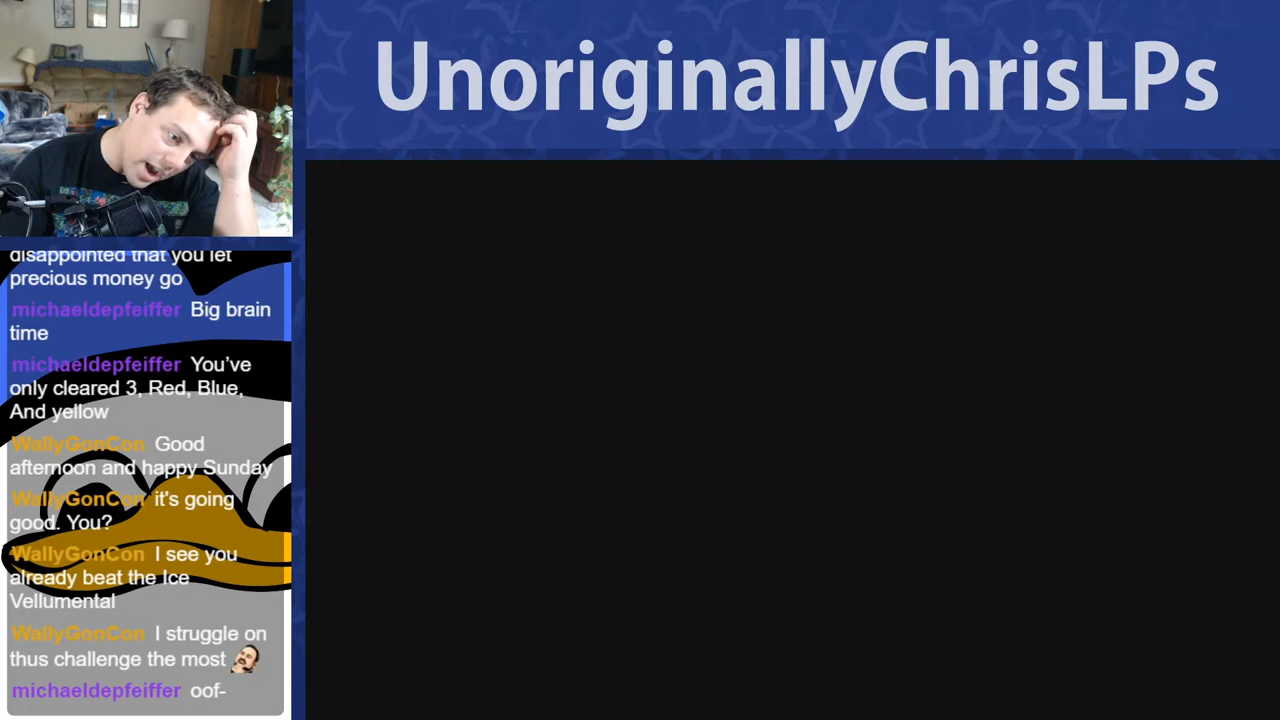 UnoriginallyChrisLPs
disappointed that you let
precious money go
michaeldepfeiffer Big brain
time
michaeldepfeiffer You’ve
only cleared 3, Red, Blue,
And yellow
WallyGonCon Good
afternoon and happy Sunday
WallyGonCon it's going
good. You?
WallyGonCon I see you
already beat the Ice
Vellumental
WallyGonCon I struggle on
thus challenge the most
michaeldepfeiffer oof-